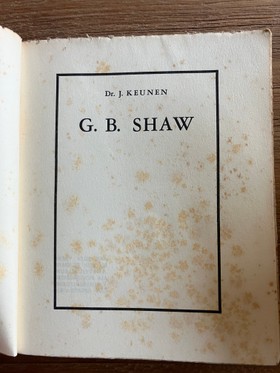 Dr. J. KEUNEN
G. B. SHAW